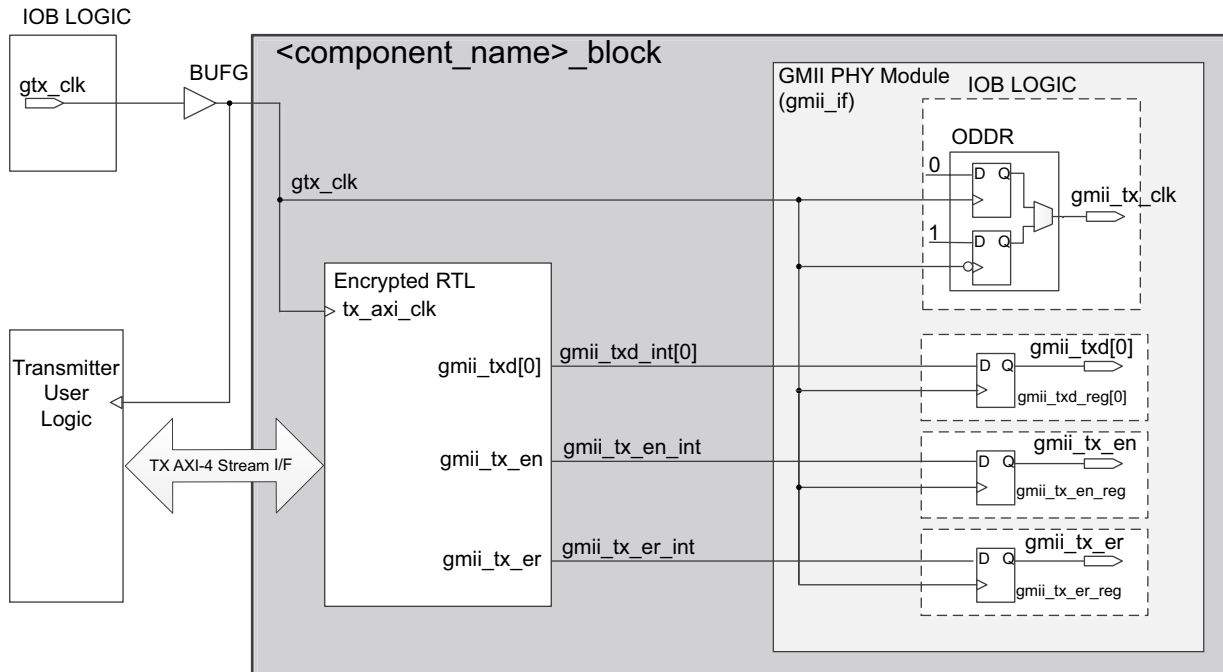 IOB LOGIC
gtx_clk
BUFG
<component_name>_block
GMII PHY Module
(gmii_if)
IOB LOGIC
ODDR
0
D Q
gmii_tx_clk
1
D Q
gtx_clk
Encrypted RTL
tx_axi_clk
gmii_txd[0]
gmii_txd_int[0]
D Q
gmii_txd[0]
gmii_txd_reg[0]
Transmitter
User
Logic
TX AXI-4 Stream I/F
gmii_tx_en
gmii_tx_en_int
D Q
gmii_tx_en
gmii_tx_en_reg
gmii_tx_er
gmii_tx_er_int
D Q
gmii_tx_er
gmii_tx_er_reg